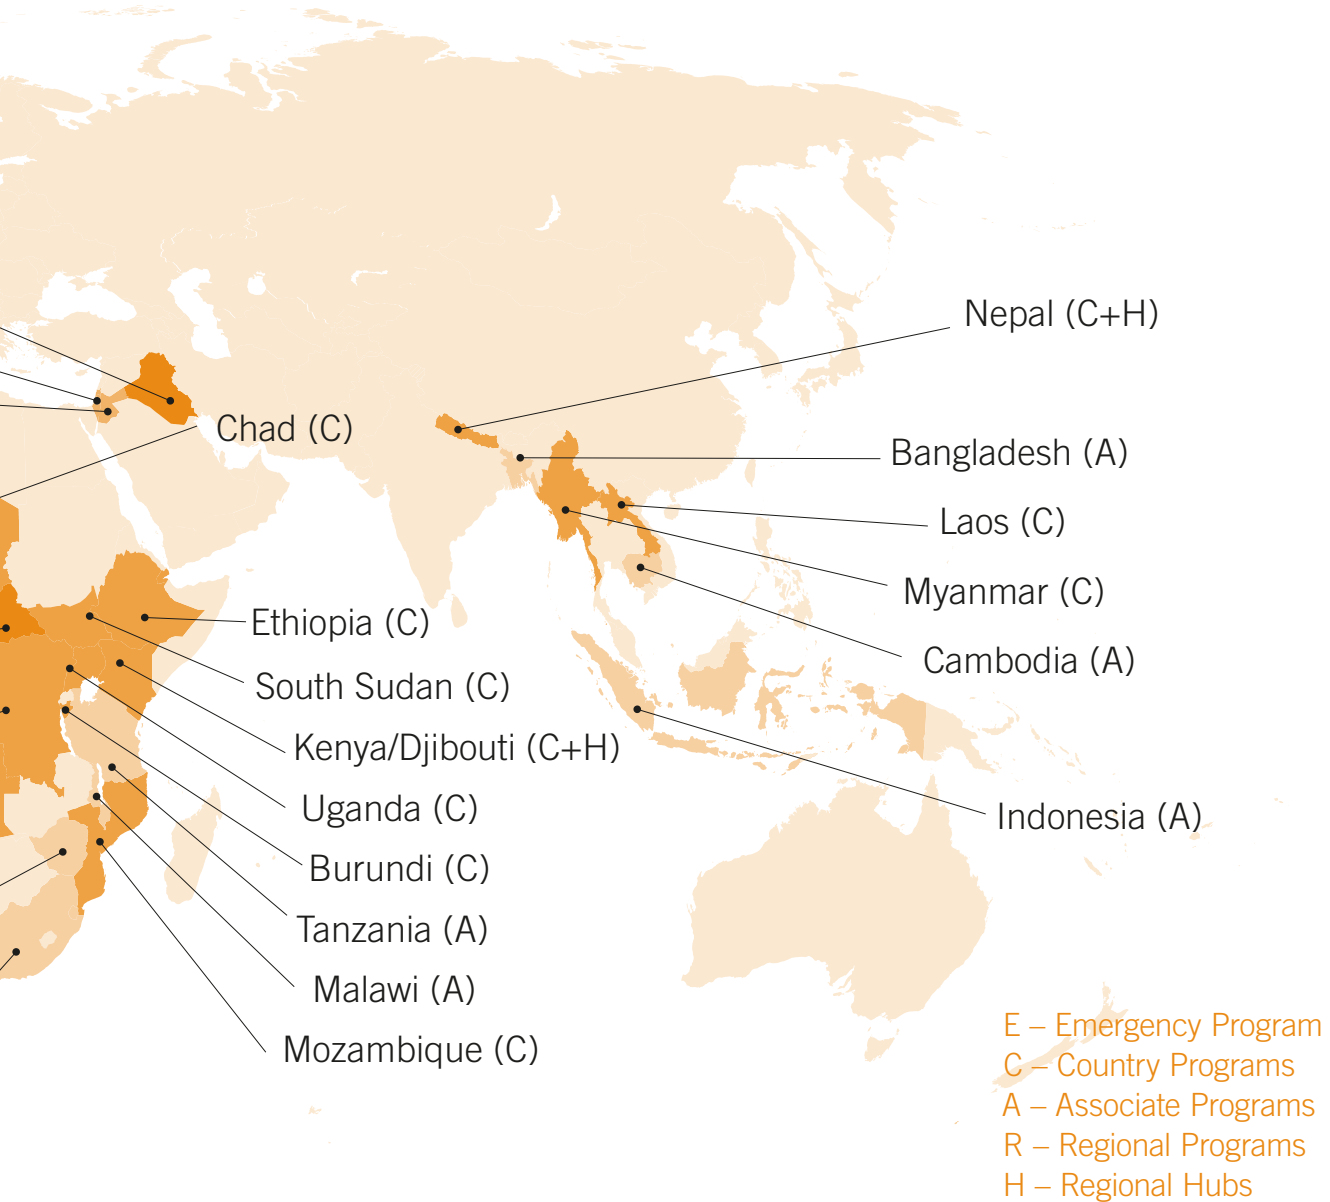 Nepal (C+H)
Chad (C)
Bangladesh (A)
Laos (C)
Myanmar (C)
Ethiopia (C)
Cambodia (A)
South Sudan (C)
Kenya/Djibouti (C+H)
Uganda (C)
Indonesia (A)
Burundi (C)
Tanzania (A)
Malawi (A)
Mozambique (C)
E – Emergency Program
C – Country Programs
A – Associate Programs
R – Regional Programs
H – Regional Hubs